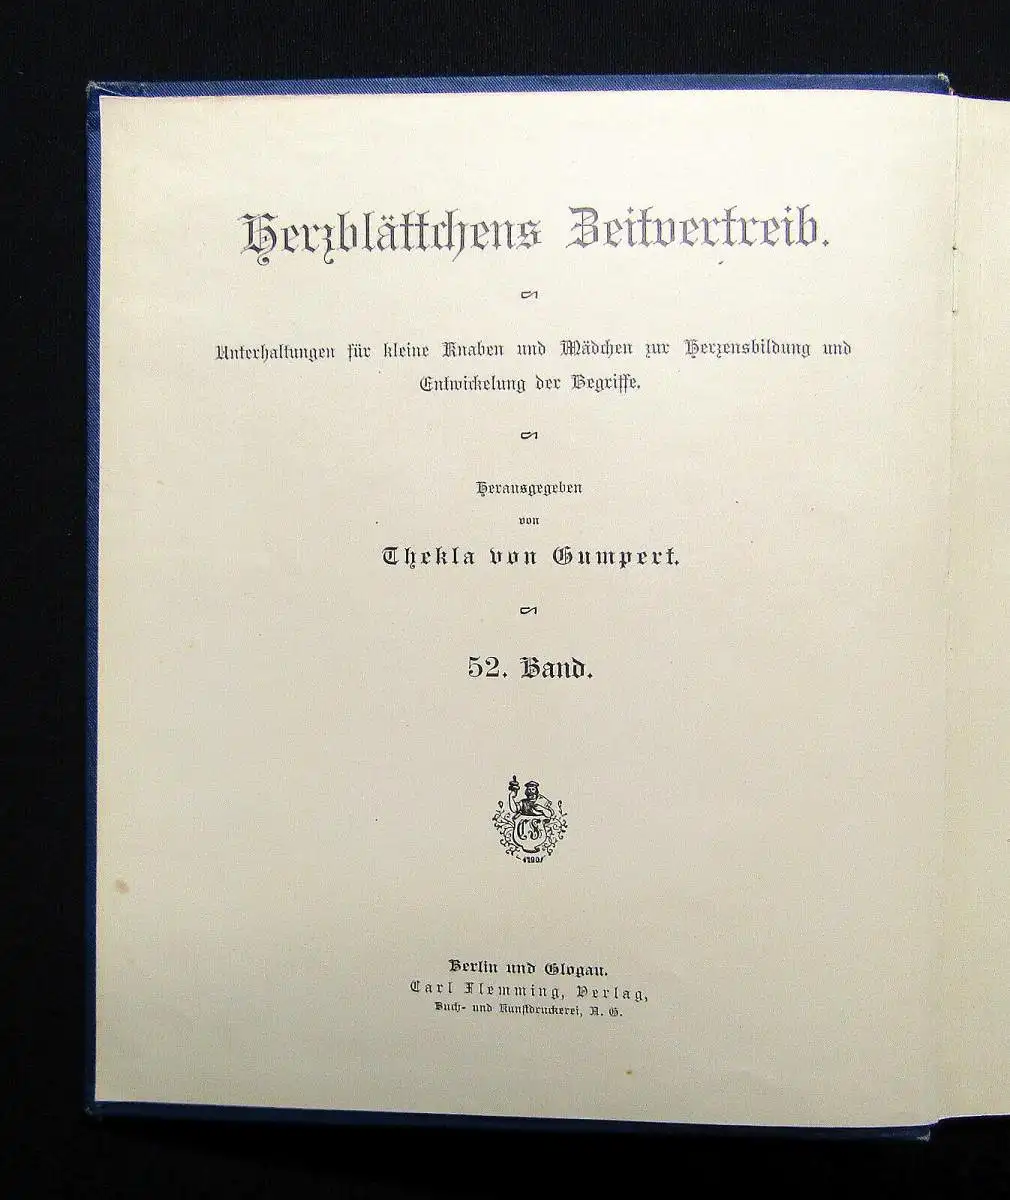 Herzblättchens Zeitvertreib.
Unterhaltungen für kleine Knaben und Mädchen zur Herzensbildung und
Entwickelung der Begriffe.
Herausgegeben
von
Thekla von Gumpert.
52. Band.
C F
Berlin und Glogau.
Carl Flemming, Verlag,
Buch- und Kunstdruckerei, A. G.